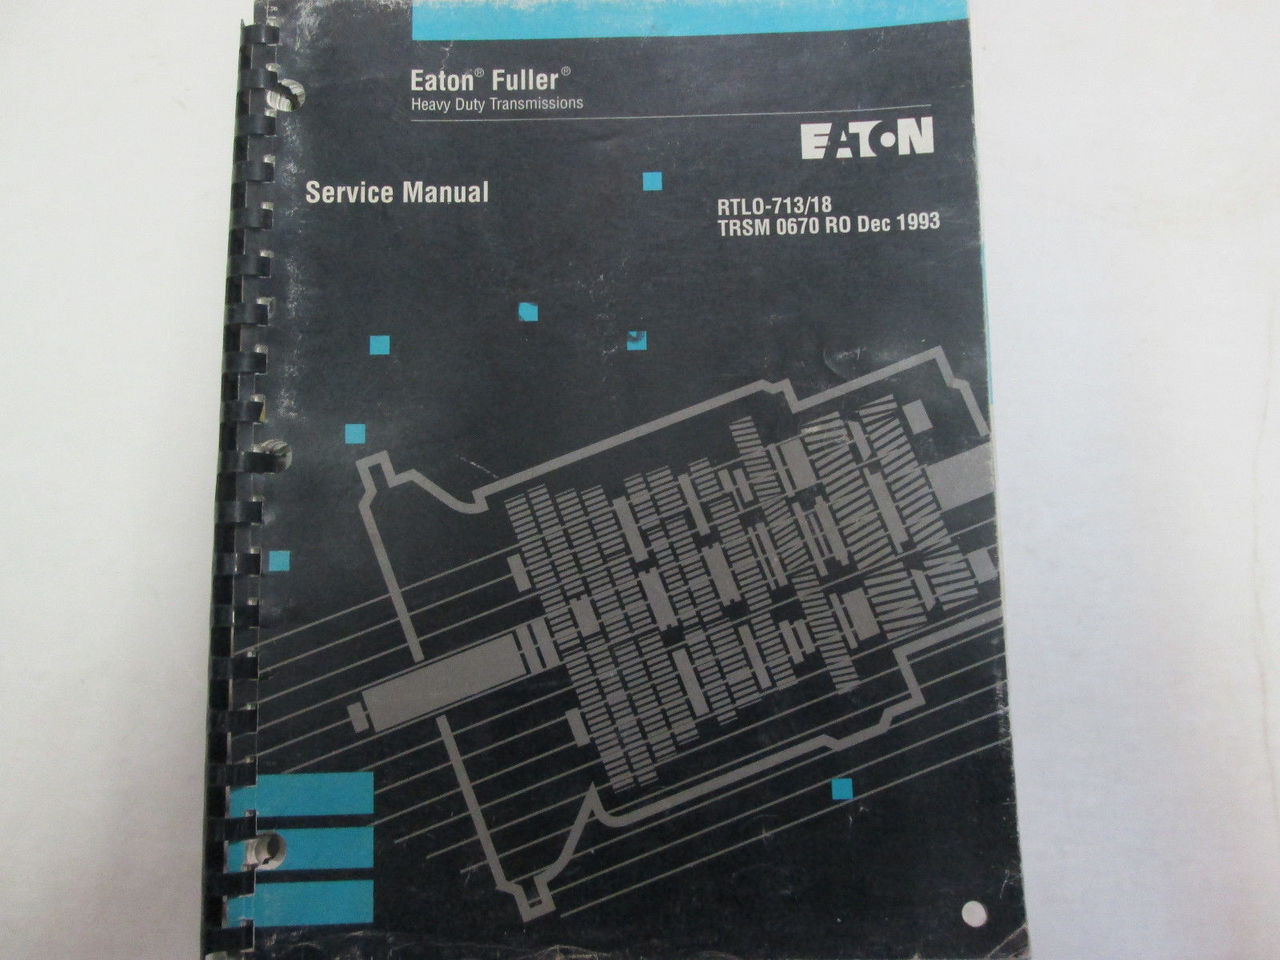 Eaton® Fuller®
Heavy Duty Transmissions
EATON
Service Manual
RTLO-713/18
TRSM 0670 RO Dec 1993